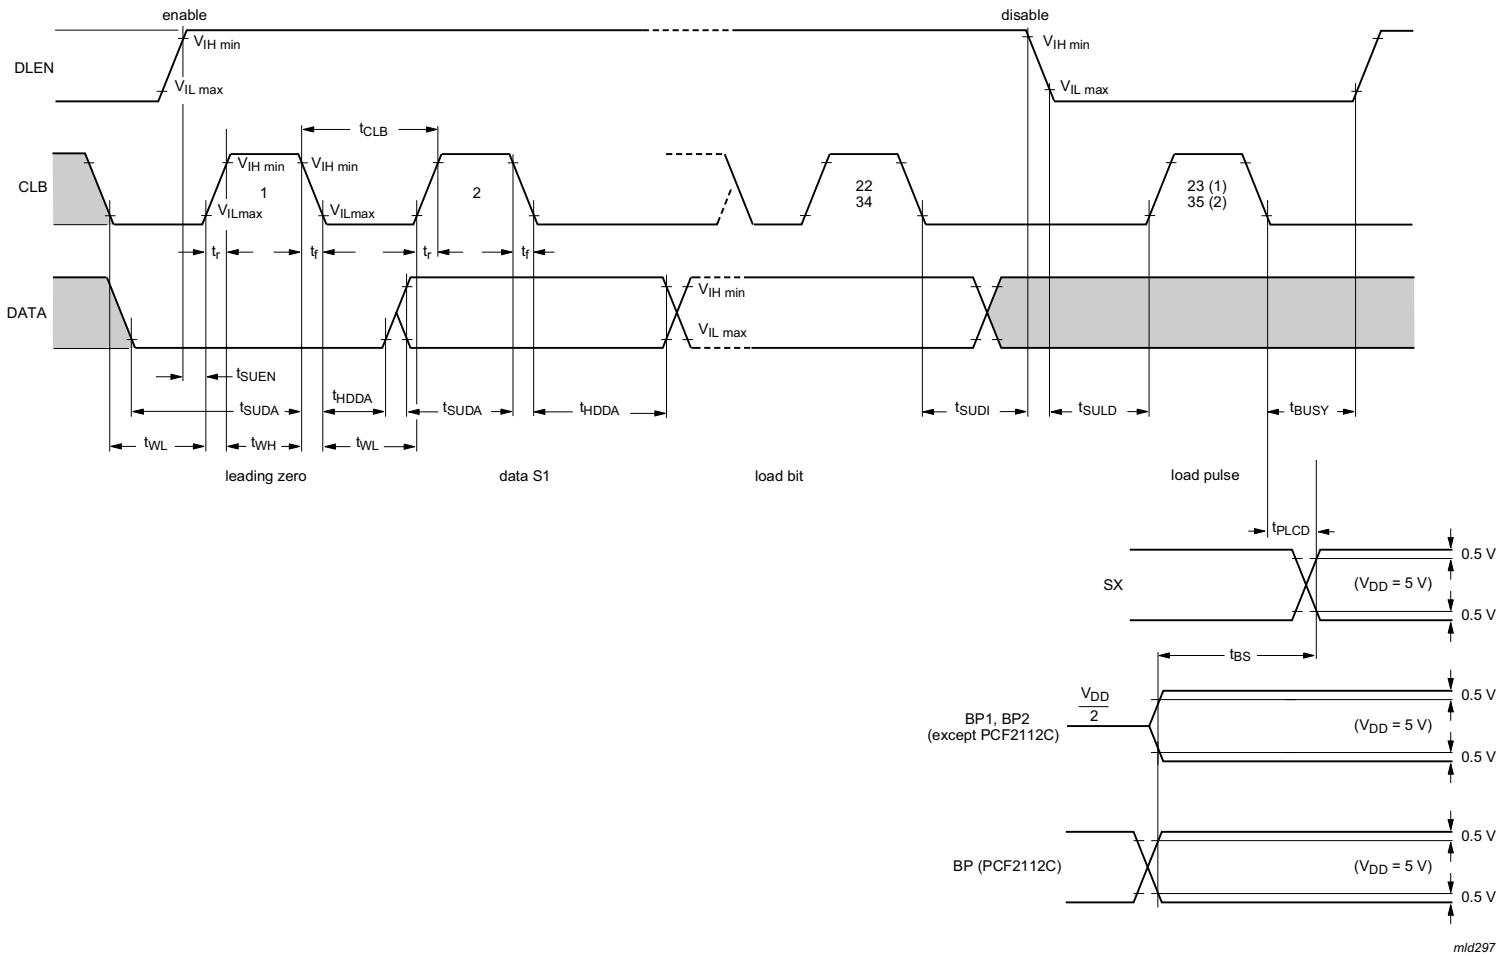 enable
disable
DLEN
VIH min
VIL max
VIH min
VIL max
tCLB
CLB
VIH min
VIH min
1
2
22
34
23 (1)
35 (2)
VILmax
VILmax
tr
tf
tr
tf
DATA
VIH min
VIL max
tSUEN
tSUDA
tHDDA
tSUDA
tHDDA
tSUDI
tSULD
tBUSY
tWL
tWH
tWL
leading zero
data S1
load bit
load pulse
tPLCD
0.5 V
SX
(VDD = 5 V)
0.5 V
tBS
VDD
2
0.5 V
BP1, BP2
(except PCF2112C)
(VDD = 5 V)
0.5 V
0.5 V
BP (PCF2112C)
(VDD = 5 V)
0.5 V
mld297